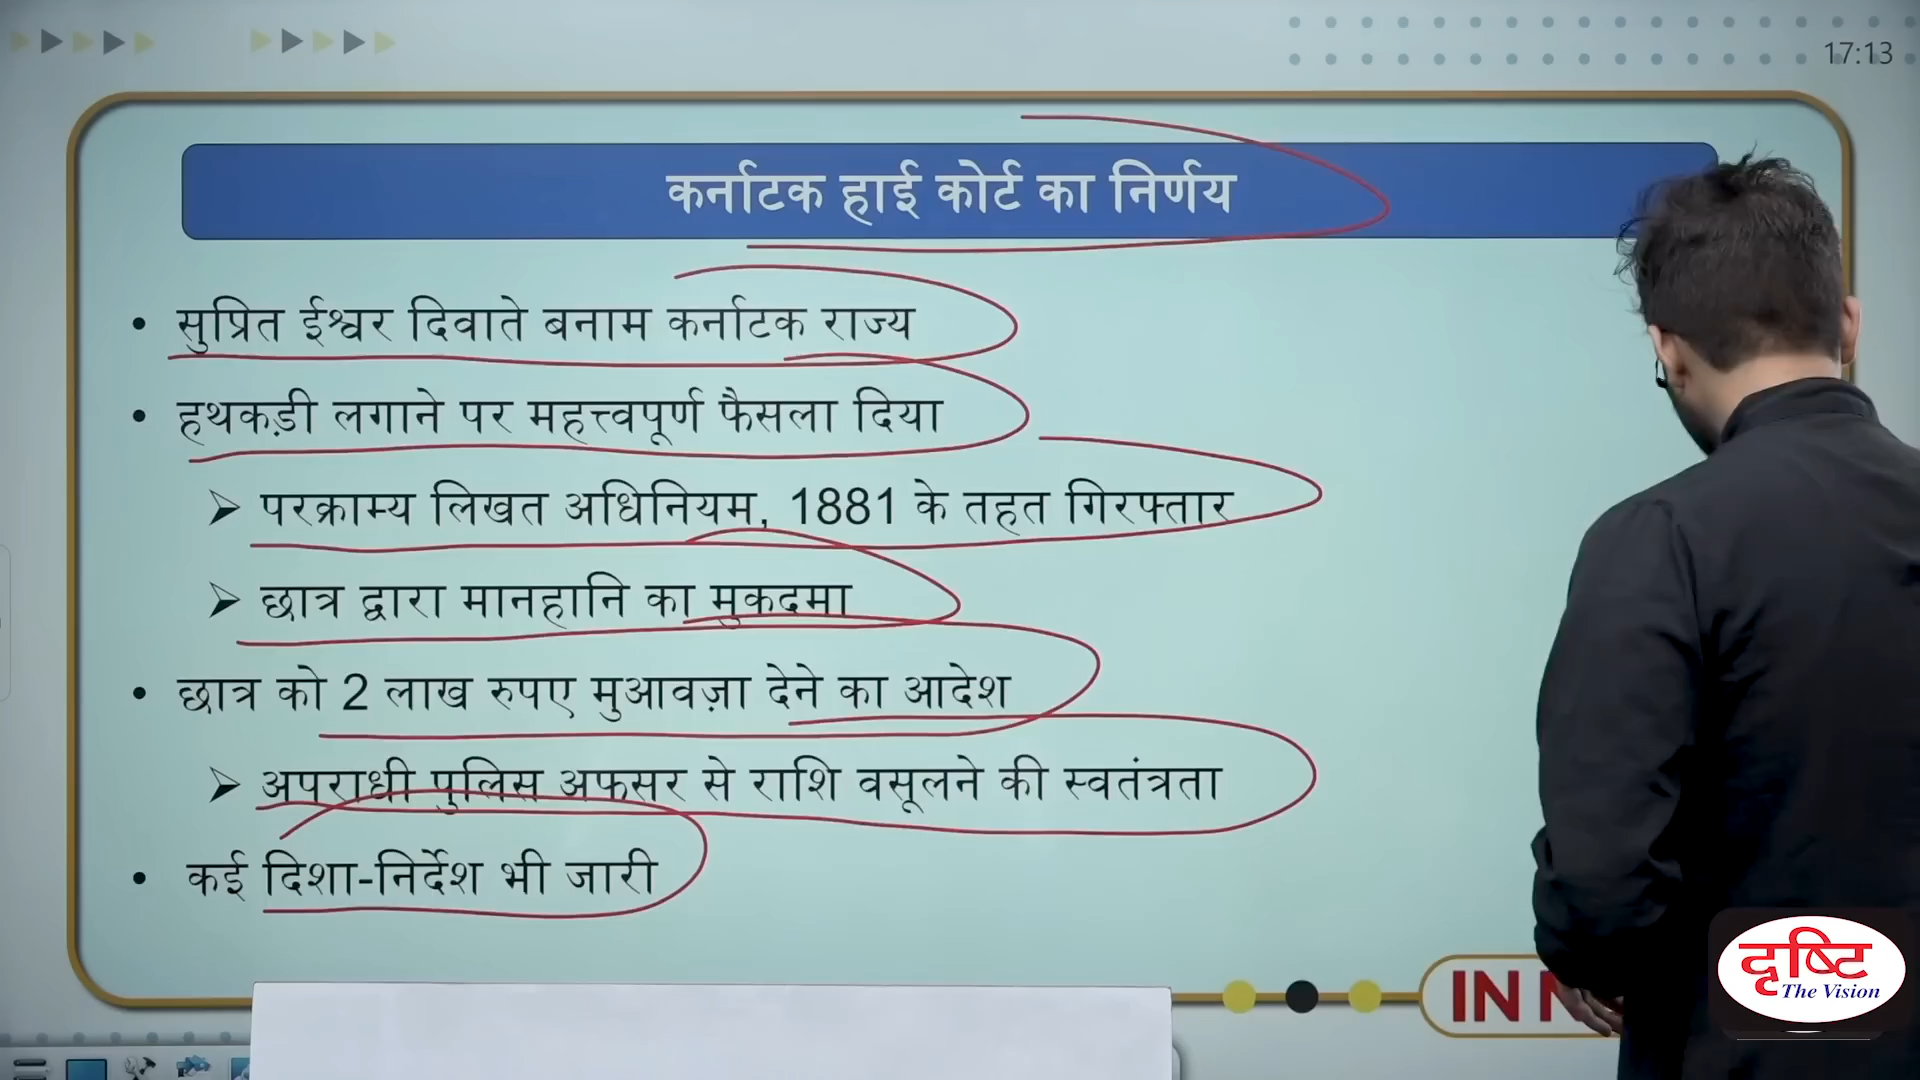 17:13
कर्नाटक हाई कोर्ट का निर्णय
• सुप्रित ईश्वर दिवाते बनाम कर्नाटक राज्य
• हथकड़ी लगाने पर महत्त्वपूर्ण फैसला दिया
➢ परक्राम्य लिखत अधिनियम, 1881 के तहत गिरफ्तार
➢ छात्र द्वारा मानहानि का मुकदमा
• छात्र को 2 लाख रुपए मुआवज़ा देने का आदेश
➢ अपराधी पुलिस अफसर से राशि वसूलने की स्वतंत्रता
• कई दिशा-निर्देश भी जारी
IN
दृष्टि
The Vision